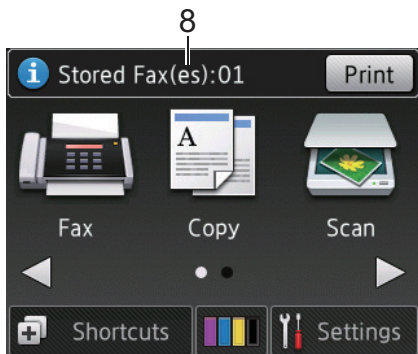 8
Stored Fax(es):01 Print
A
Fax Copy Scan
Shortcuts Settings